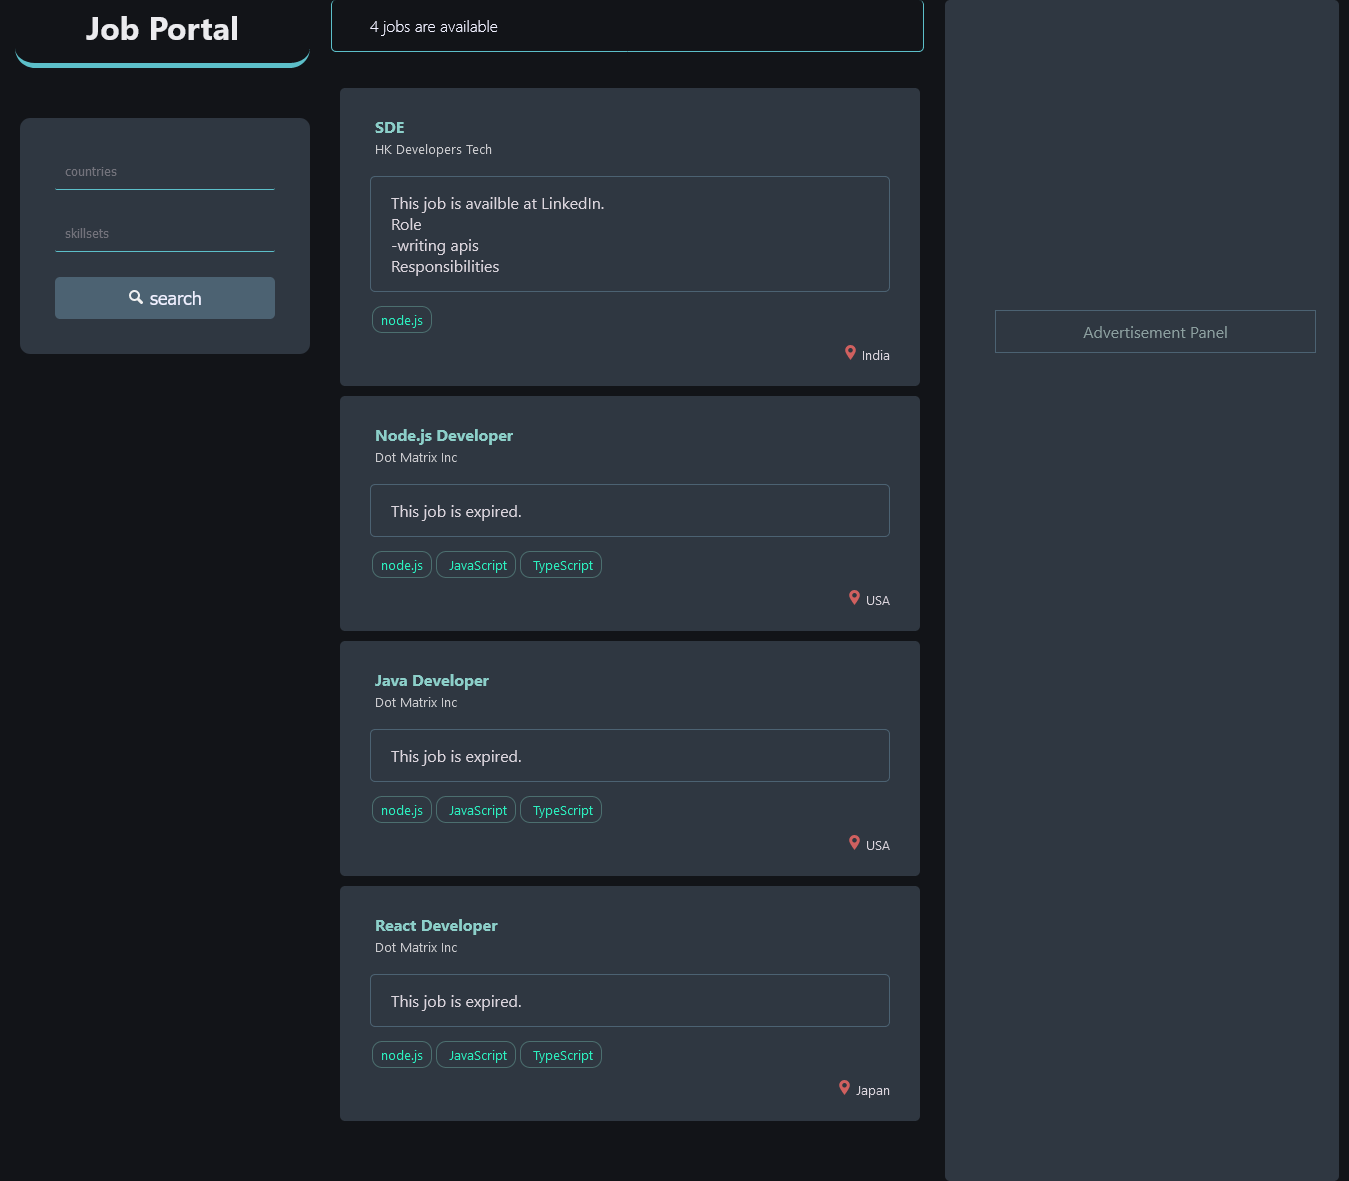 Job Portal
countries
skillsets
search
4 jobs are available
SDE
HK Developers Tech
This job is availble at LinkedIn.
Role
-writing apis
Responsibilities
node.js
India
Node.js Developer
Dot Matrix Inc
This job is expired.
node.js JavaScript TypeScript
USA
Java Developer
Dot Matrix Inc
This job is expired.
node.js JavaScript TypeScript
USA
React Developer
Dot Matrix Inc
This job is expired.
node.js JavaScript TypeScript
Japan
Advertisement Panel